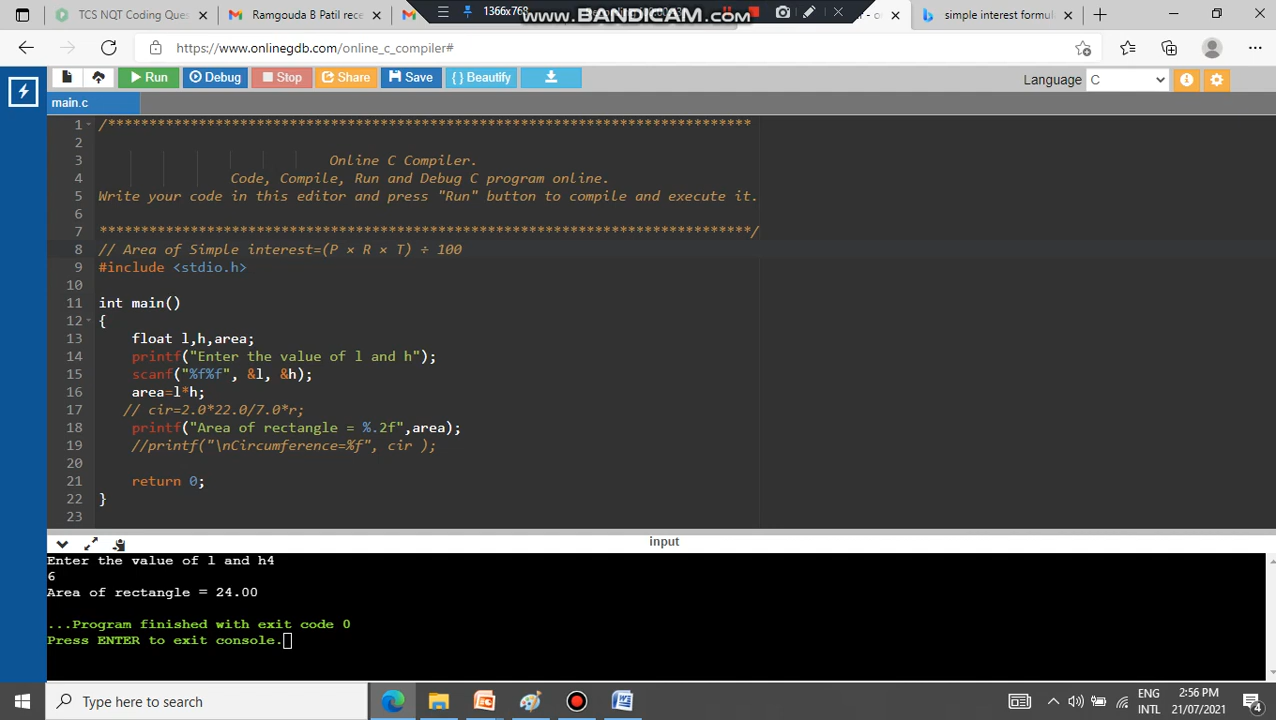 TCS NQT Coding Ques
Ramgouda B Patil rece
1366x768
www.BANDICAM.com
- o
simple interest formul
https://www.onlinegdb.com/online_c_compiler#
Run
Debug
Stop
Share
Save
{ } Beautify
Language C
main.c
1 /******************************************************************************
2
3 Online C Compiler.
4 Code, Compile, Run and Debug C program online.
5 Write your code in this editor and press "Run" button to compile and execute it.
6
7 *******************************************************************************/
8 // Area of Simple interest=(P × R × T) ÷ 100
9 #include <stdio.h>
10
11 int main()
12 {
13 float l,h,area;
14 printf("Enter the value of l and h");
15 scanf("%f%f", &l, &h);
16 area=l*h;
17 // cir=2.0*22.0/7.0*r;
18 printf("Area of rectangle = %.2f",area);
19 //printf("\nCircumference=%f", cir );
20
21 return 0;
22 }
23
input
Enter the value of l and h4
6
Area of rectangle = 24.00
...Program finished with exit code 0
Press ENTER to exit console.
Type here to search
ENG
INTL
2:56 PM
21/07/2021
4